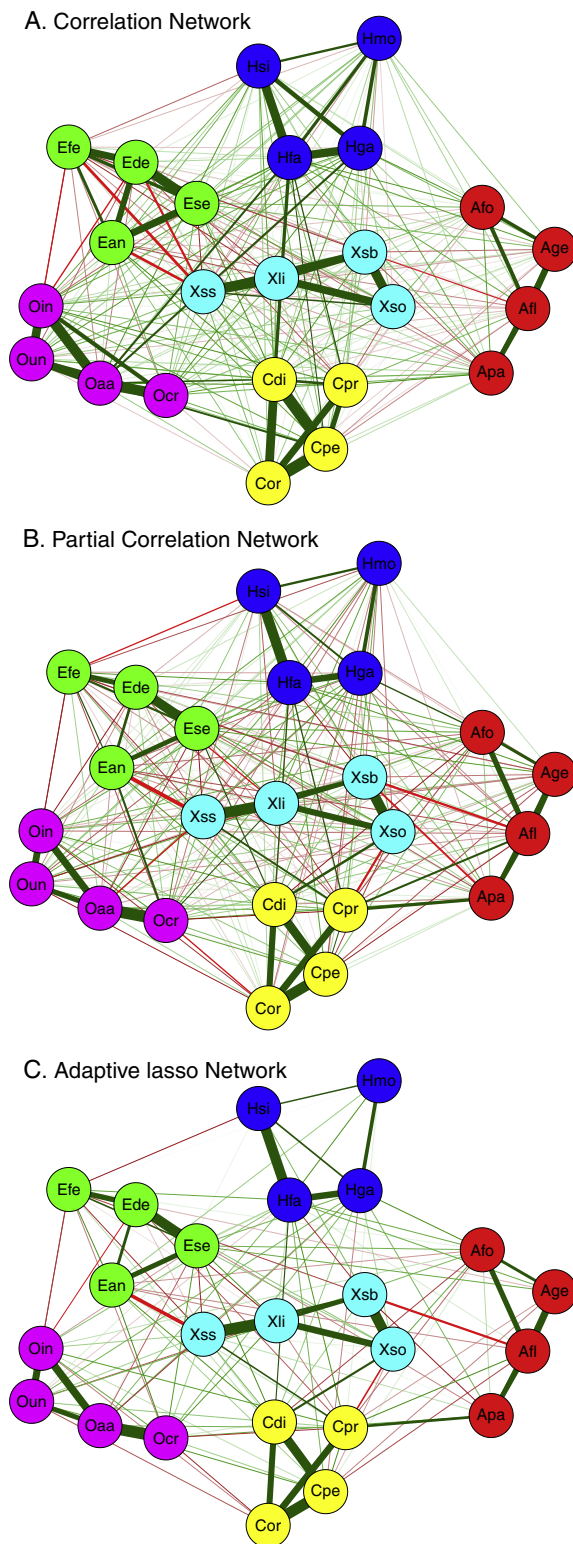 A. Correlation Network
Hmo
Hsi
Efe
Ede
Hfa
Hga
Ese
Afo
Ean
Xsb
Age
Oin
Xss
Xli
Xso
Afl
Oun
Oaa
Ocr
Cdi
Cpr
Apa
Cpe
Cor
B. Partial Correlation Network
Hmo
Hsi
Efe
Ede
Hfa
Hga
Ese
Afo
Ean
Xsb
Age
Oin
Xss
Xli
Xso
Afl
Oun
Oaa
Ocr
Cdi
Cpr
Apa
Cpe
Cor
C. Adaptive lasso Network
Hmo
Hsi
Efe
Ede
Hfa
Hga
Ese
Afo
Ean
Xsb
Age
Oin
Xss
Xli
Xso
Afl
Oun
Oaa
Ocr
Cdi
Cpr
Apa
Cpe
Cor